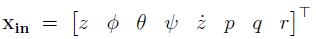 x_in = [z ϕ θ ψ ż p q r]^⊤